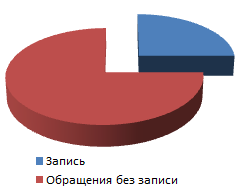 Запись
Обращения без записи